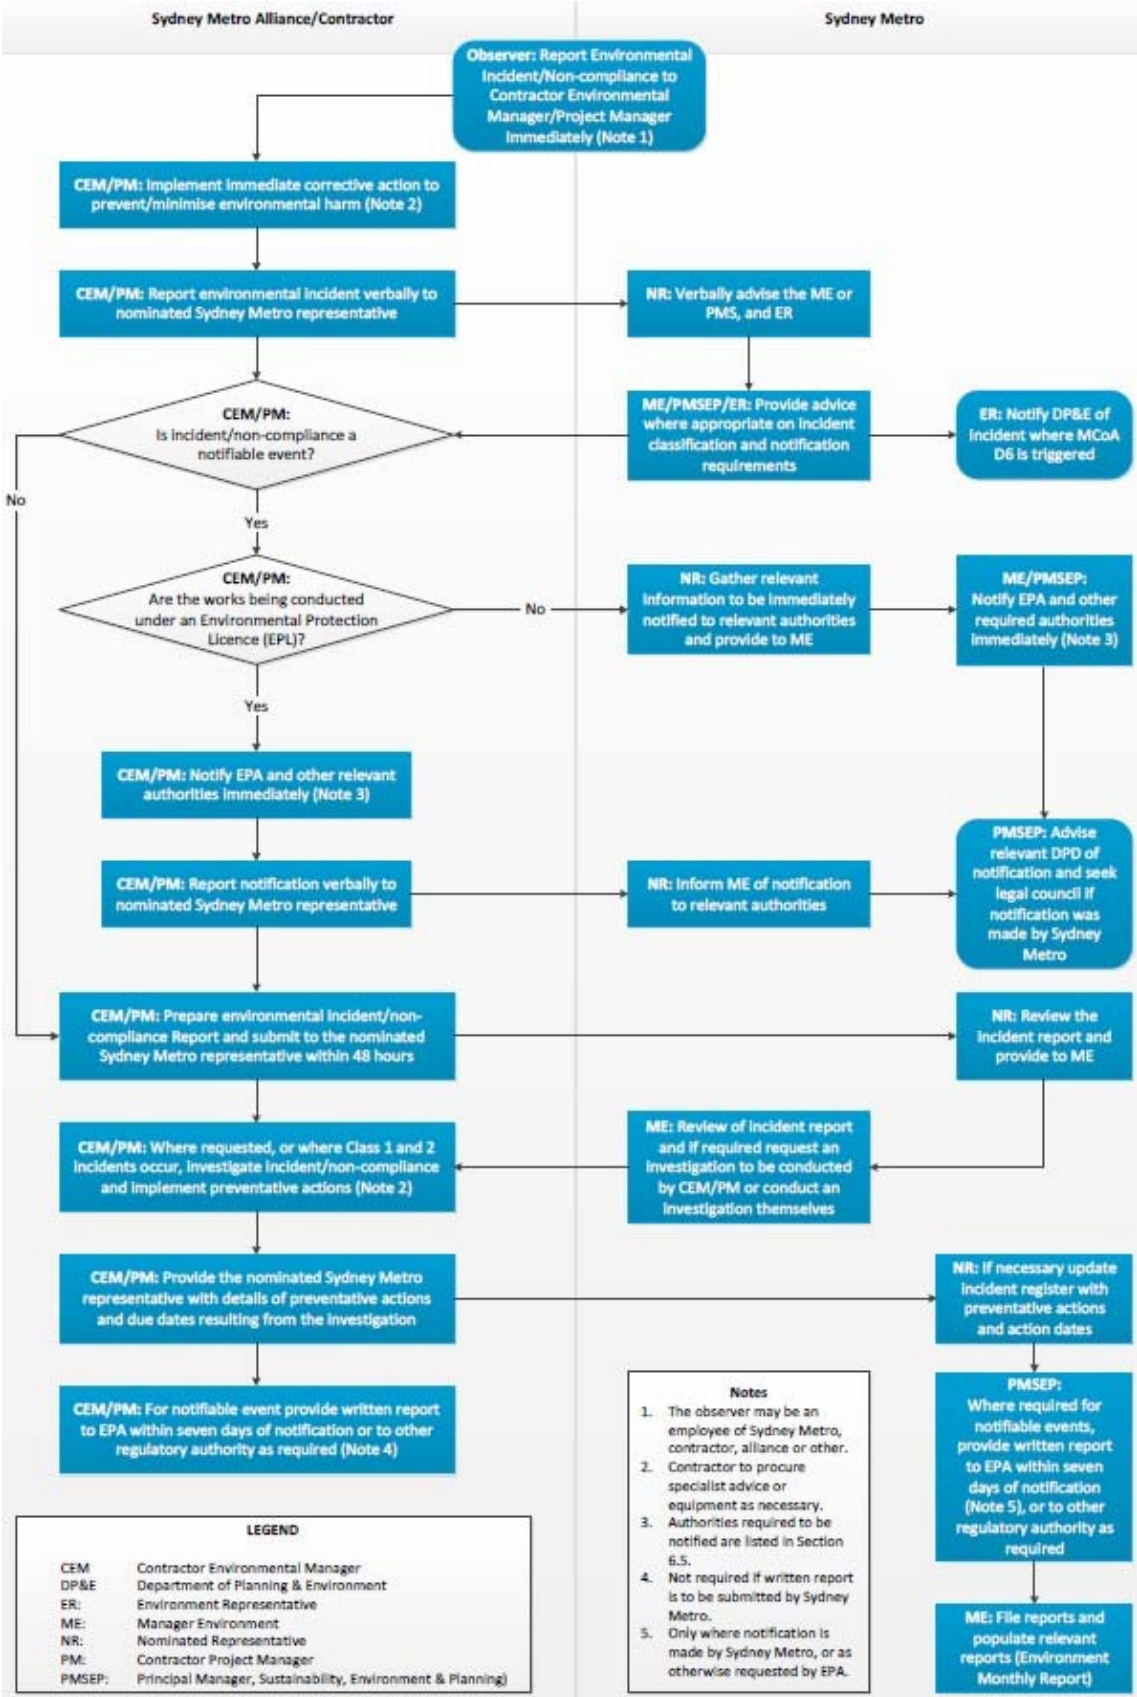 Sydney Metro Alliance/Contractor
Sydney Metro
Observer: Report Environmental
Incident/Non-compliance to
Contractor Environmental
Manager/Project Manager
Immediately (Note 1)
CEM/PM: Implement immediate corrective action to
prevent/minimise environmental harm (Note 2)
CEM/PM: Report environmental incident verbally to
nominated Sydney Metro representative
NR: Verbally advise the ME or
PMS, and ER
CEM/PM:
Is incident/non-compliance a
notifiable event?
ME/PMSEP/ER: Provide advice
where appropriate on incident
classification and notification
requirements
ER: Notify DP&E of
incident where MCoA
D6 is triggered
No
Yes
CEM/PM:
Are the works being conducted
under an Environmental Protection
Licence (EPL)?
No
NR: Gather relevant
information to be immediately
notified to relevant authorities
and provide to ME
ME/PMSEP:
Notify EPA and other
required authorities
immediately (Note 3)
Yes
CEM/PM: Notify EPA and other relevant
authorities immediately (Note 3)
CEM/PM: Report notification verbally to
nominated Sydney Metro representative
NR: Inform ME of notification
to relevant authorities
PMSEP: Advise
relevant DPD of
notification and seek
legal council if
notification was
made by Sydney
Metro
CEM/PM: Prepare environmental incident/non-
compliance Report and submit to the nominated
Sydney Metro representative within 48 hours
NR: Review the
incident report and
provide to ME
CEM/PM: Where requested, or where Class 1 and 2
incidents occur, investigate incident/non-compliance
and implement preventative actions (Note 2)
ME: Review of incident report
and if required request an
investigation to be conducted
by CEM/PM or conduct an
investigation themselves
CEM/PM: Provide the nominated Sydney Metro
representative with details of preventative actions
and due dates resulting from the investigation
NR: If necessary update
incident register with
preventative actions
and action dates
CEM/PM: For notifiable event provide written report
to EPA within seven days of notification or to other
regulatory authority as required (Note 4)
PMSEP:
Where required for
notifiable events,
provide written report
to EPA within seven
days of notification
(Note 5), or to other
regulatory authority as
required
ME: File reports and
populate relevant
reports (Environment
Monthly Report)
Notes
1. The observer may be an
employee of Sydney Metro,
contractor, alliance or other.
2. Contractor to procure
specialist advice or
equipment as necessary.
3. Authorities required to be
notified are listed in Section
6.5.
4. Not required if written report
is to be submitted by Sydney
Metro.
5. Only where notification is
made by Sydney Metro, or as
otherwise requested by EPA.
LEGEND
CEM Contractor Environmental Manager
DP&E Department of Planning & Environment
ER: Environment Representative
ME: Manager Environment
NR: Nominated Representative
PM: Contractor Project Manager
PMSEP: Principal Manager, Sustainability, Environment & Planning)